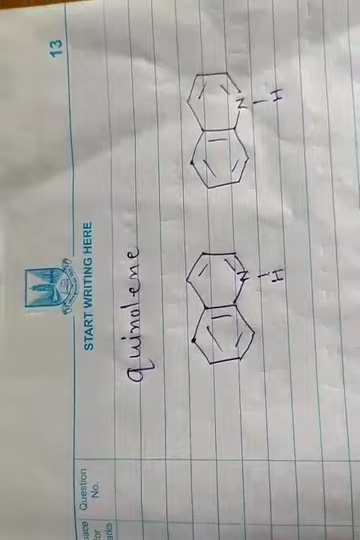 13
START WRITING HERE
Question
No.
quinolene
N
H
N
H